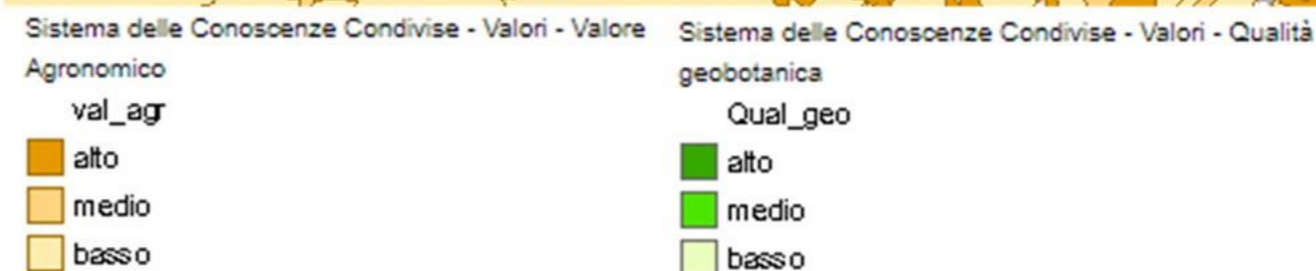 Sistema delle Conoscenze Condivise - Valori - Valore
Agronomico
val_agr
alto
medio
basso
Sistema delle Conoscenze Condivise - Valori - Qualità
geobotanica
Qual_geo
alto
medio
basso